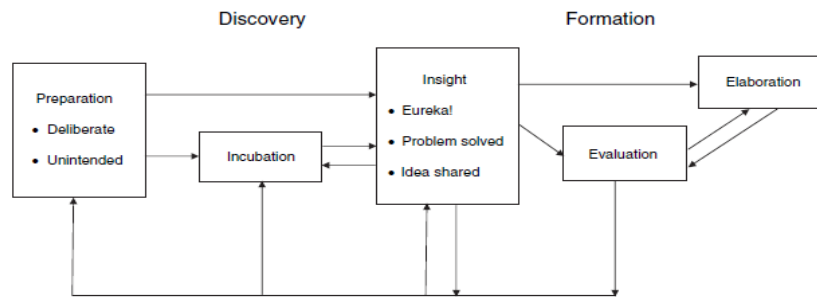 Discovery
Formation
Preparation
• Deliberate
• Unintended
Incubation
Insight
• Eureka!
• Problem solved
• Idea shared
Elaboration
Evaluation